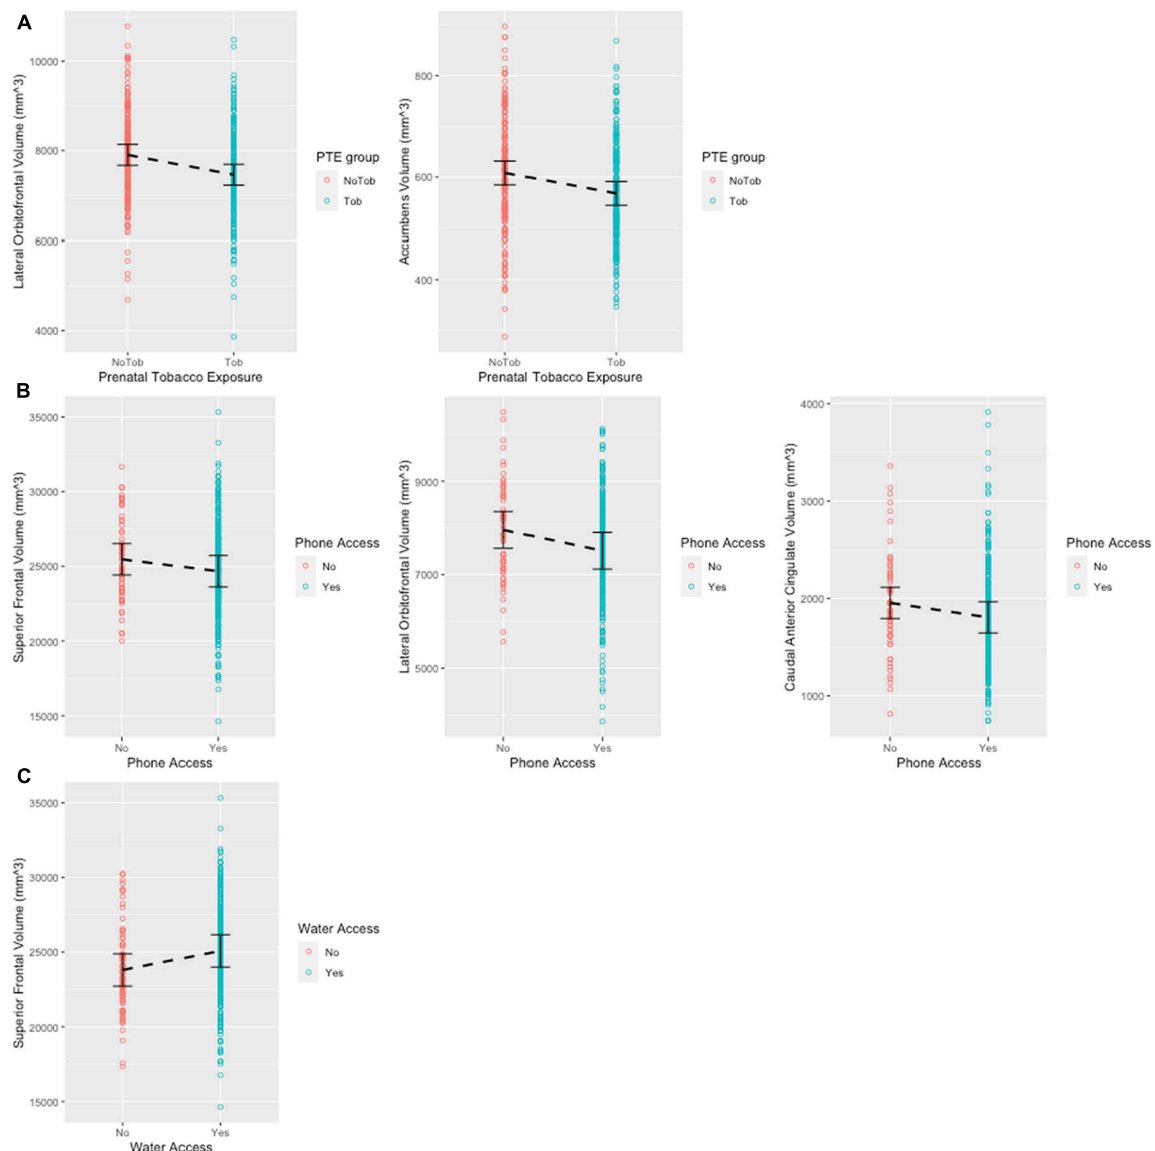 A
Lateral Orbitofrontal Volume (mm^3)
10000
8000
6000
4000
NoTob
Tob
Prenatal Tobacco Exposure
PTE group
NoTob
Tob
Accumbens Volume (mm^3)
800
600
400
NoTob
Tob
Prenatal Tobacco Exposure
PTE group
NoTob
Tob
B
Superior Frontal Volume (mm^3)
35000
30000
25000
20000
15000
No
Yes
Phone Access
Phone Access
No
Yes
Lateral Orbitofrontal Volume (mm^3)
9000
7000
5000
No
Yes
Phone Access
Phone Access
No
Yes
Caudal Anterior Cingulate Volume (mm^3)
4000
3000
2000
1000
No
Yes
Phone Access
Phone Access
No
Yes
C
Superior Frontal Volume (mm^3)
35000
30000
25000
20000
15000
No
Yes
Water Access
Water Access
No
Yes